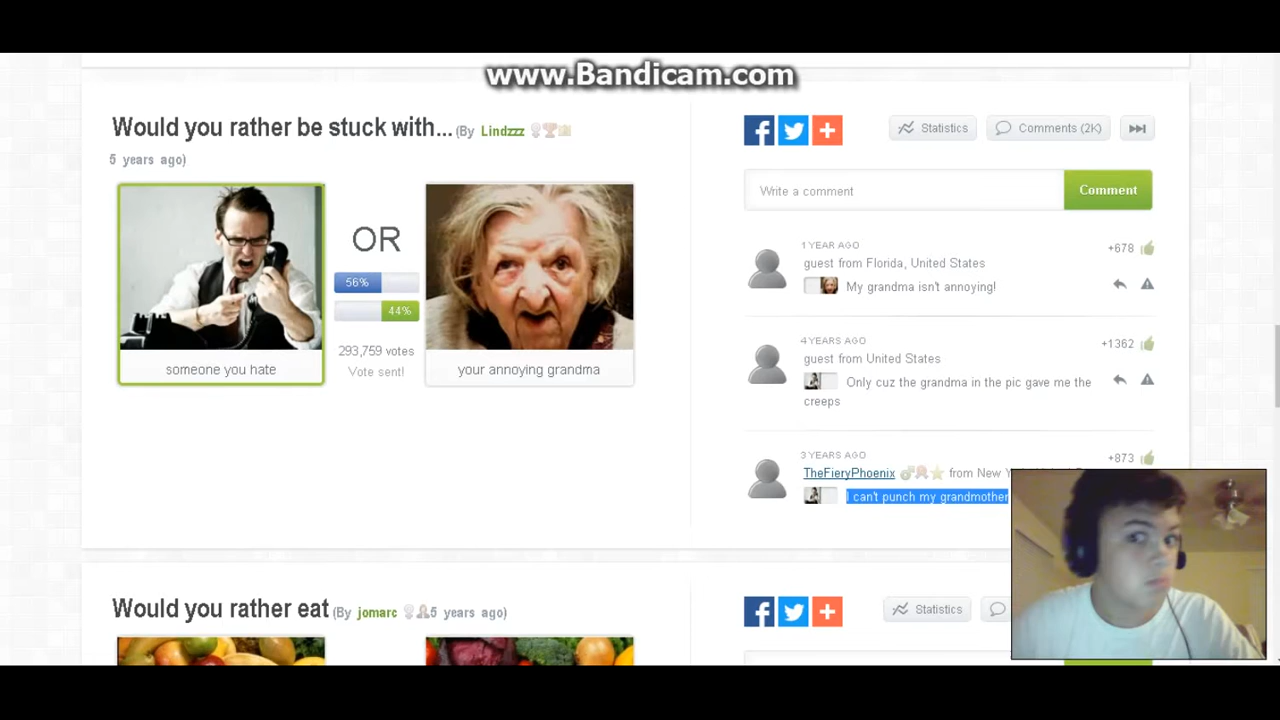 www.Bandicam.com
Would you rather be stuck with... (By Lindzzz
5 years ago)
OR
56%
44%
293,759 votes
Vote sent!
someone you hate
your annoying grandma
Statistics
Comments (2K)
Write a comment
Comment
1 YEAR AGO
+678
guest from Florida, United States
My grandma isn't annoying!
4 YEARS AGO
+1362
guest from United States
Only cuz the grandma in the pic gave me the
creeps
3 YEARS AGO
+873
TheFieryPhoenix from New
I can't punch my grandmother
Would you rather eat (By jomarc 5 years ago)
Statistics